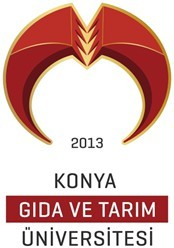 2013
KONYA
GIDA VE TARIM
ÜNİVERSİTESİ